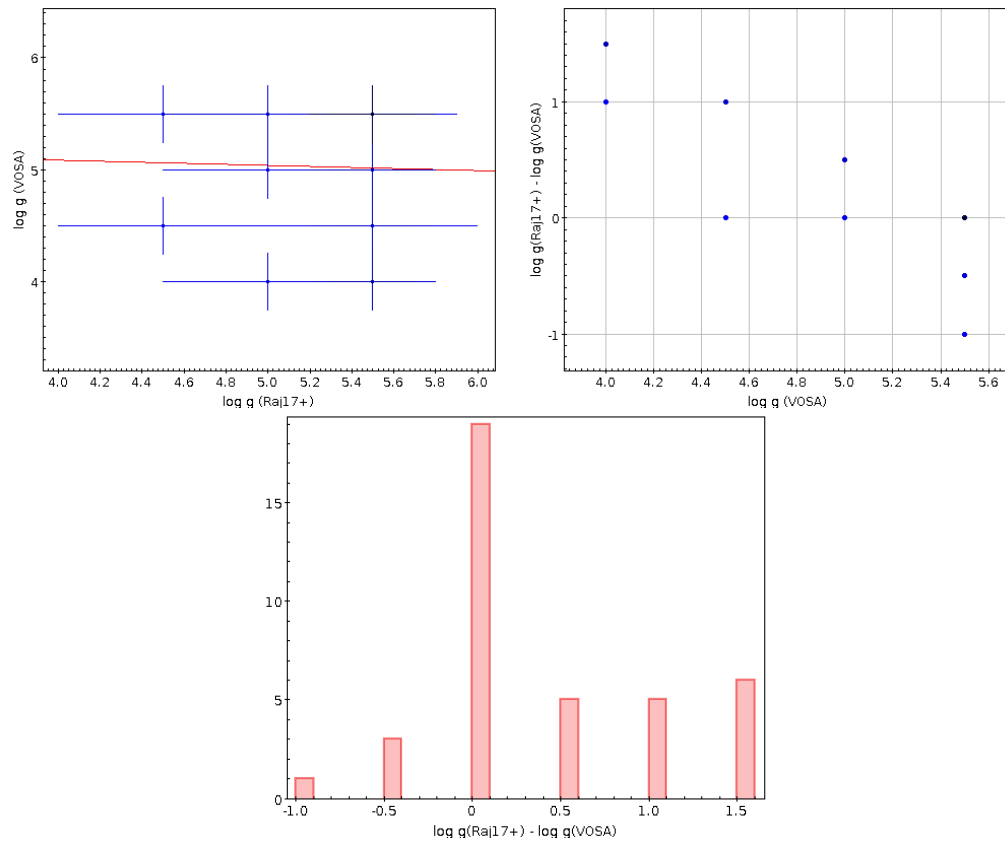 6
5
4
log g (VOSA)
4.0 4.2 4.4 4.6 4.8 5.0 5.2 5.4 5.6 5.8 6.0
log g (Raj17+)
1
0
-1
log g(Raj17+) - log g(VOSA)
4.0 4.2 4.4 4.6 4.8 5.0 5.2 5.4 5.6
log g (VOSA)
15
10
5
0
-1.0 -0.5 0 0.5 1.0 1.5
log g(Raj17+) - log g(VOSA)